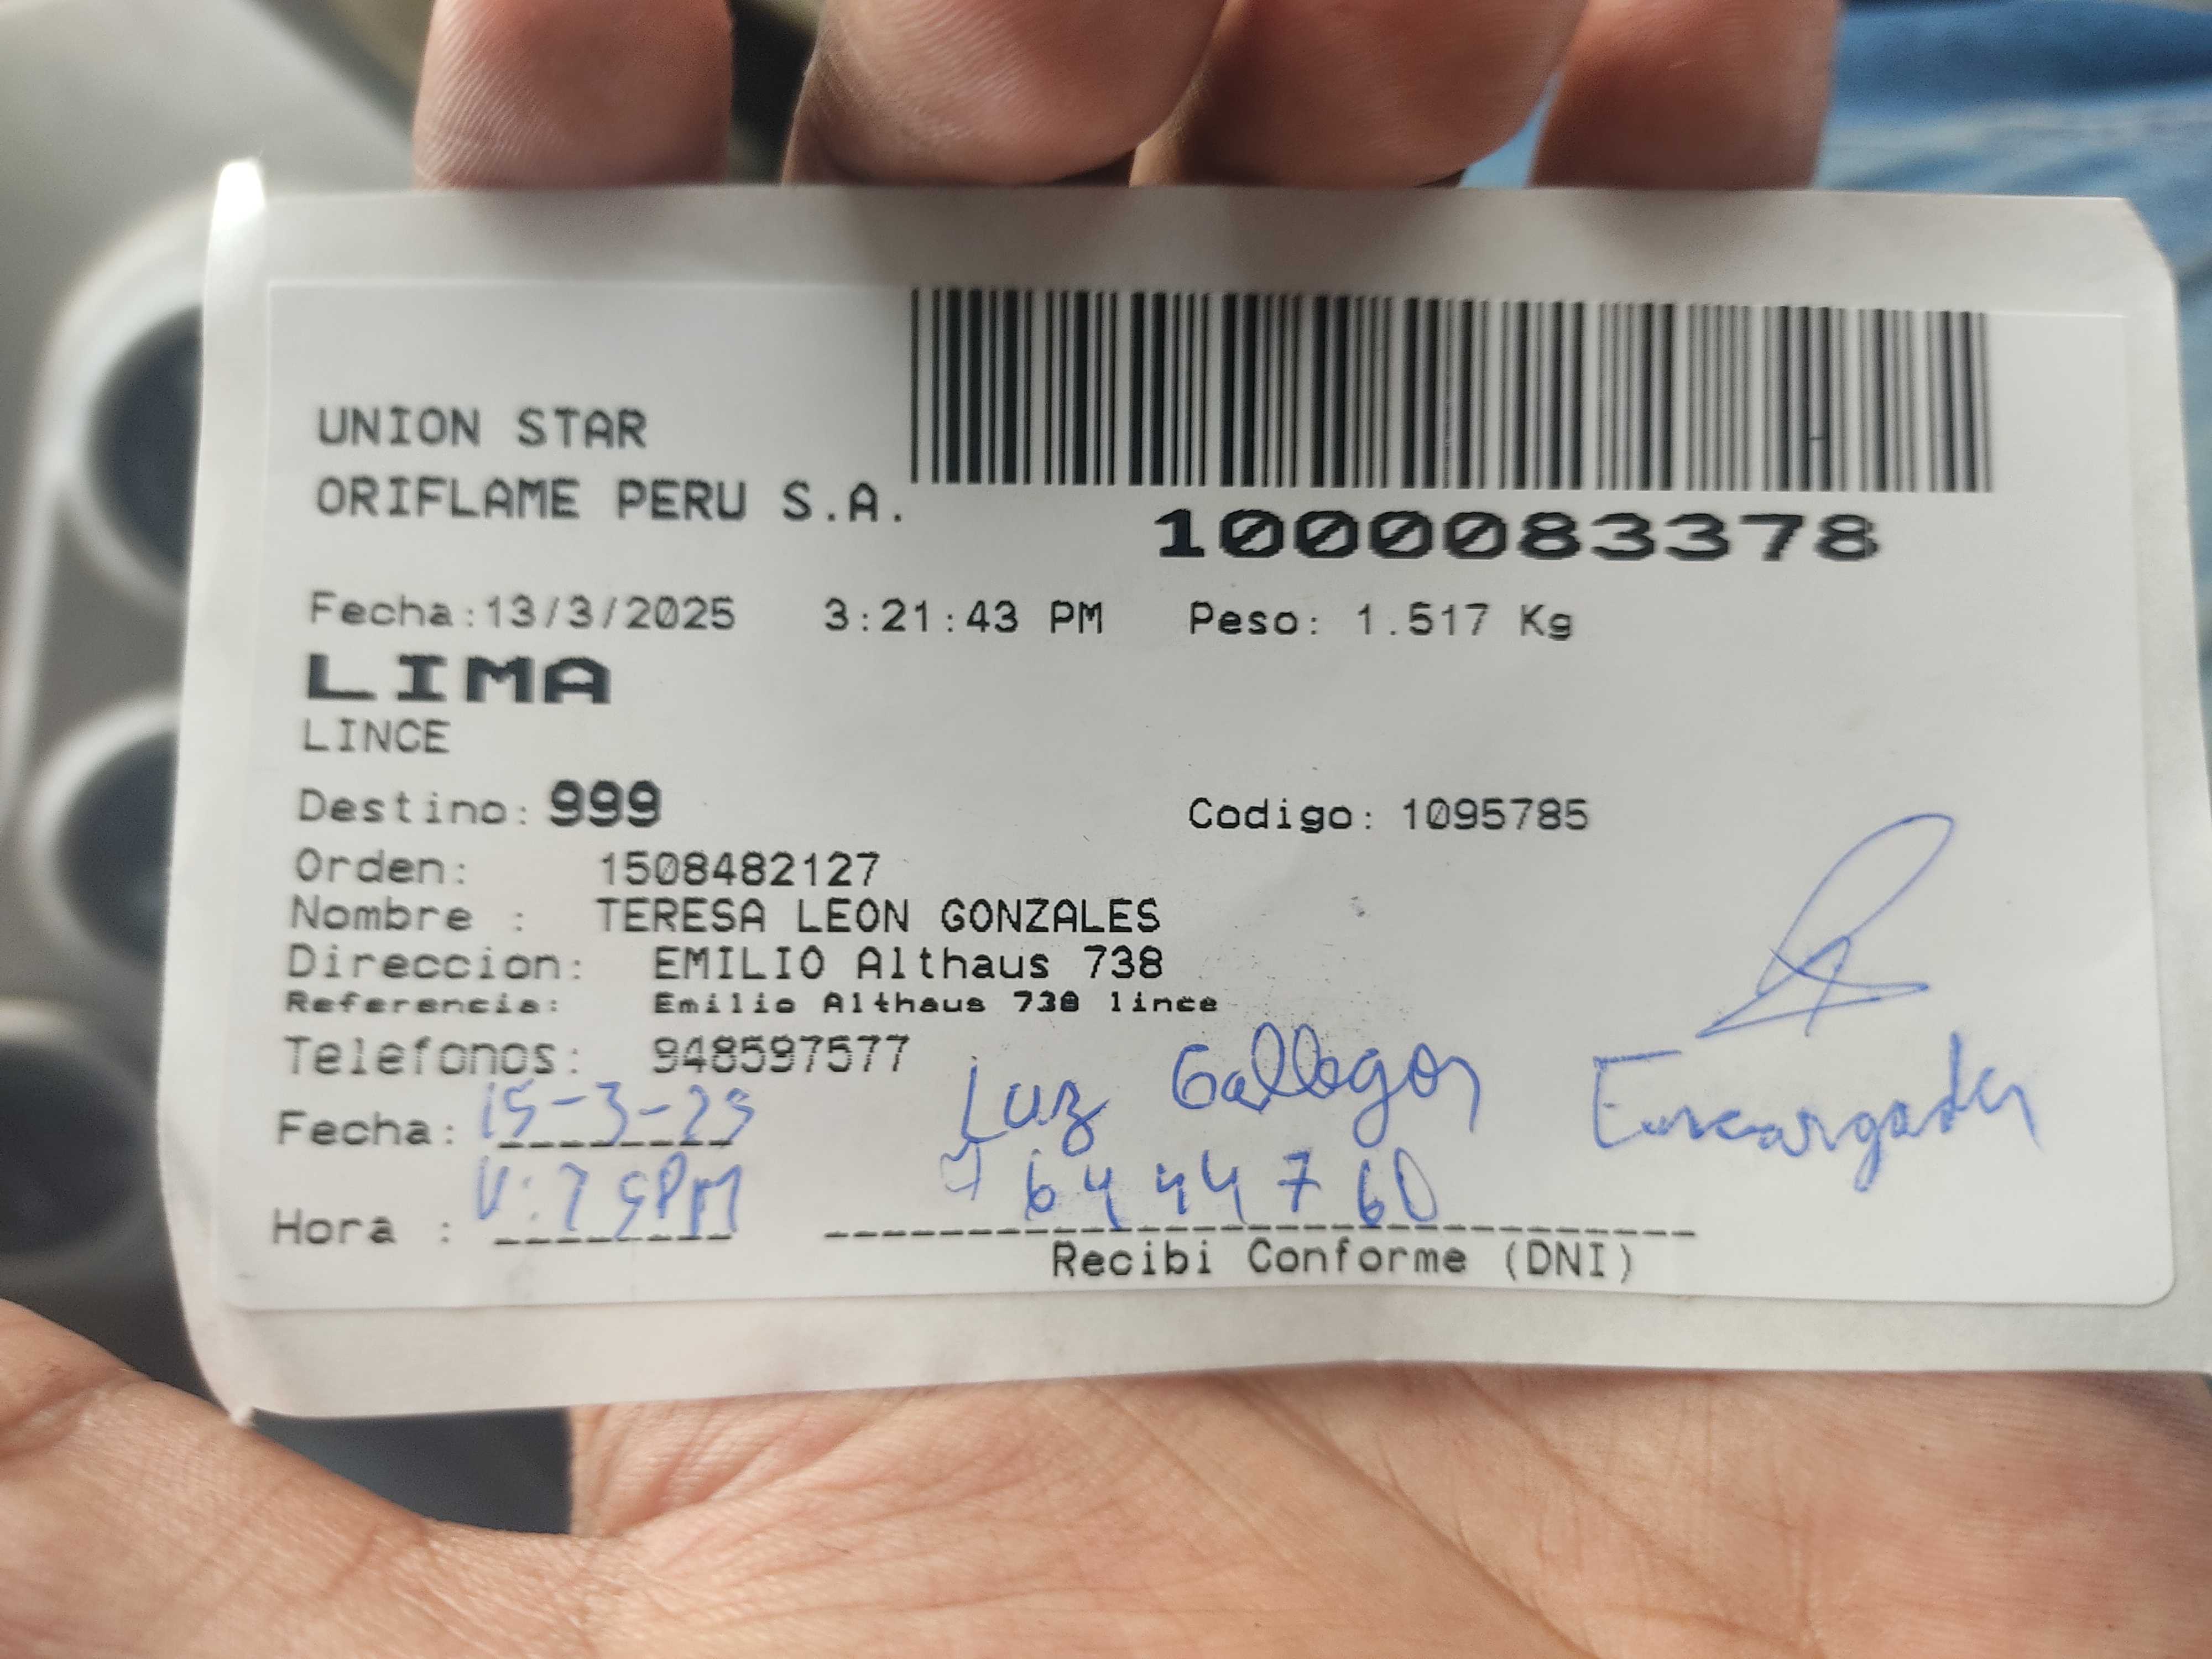 UNION STAR
ORIFLAME PERU S.A.
1000083378
Fecha:13/3/2025 3:21:43 PM Peso: 1.517 Kg
LIMA
LINCE
Destino: 999 Codigo: 1095785
Orden: 1508482127
Nombre : TERESA LEON GONZALES
Direccion: EMILIO Althaus 738
Referencia: Emilio Althaus 738 lince
Telefonos: 948597577
Luz Gallegos Encargada
Fecha: 15-3-25
6444760
Hora :
Recibi Conforme (DNI)